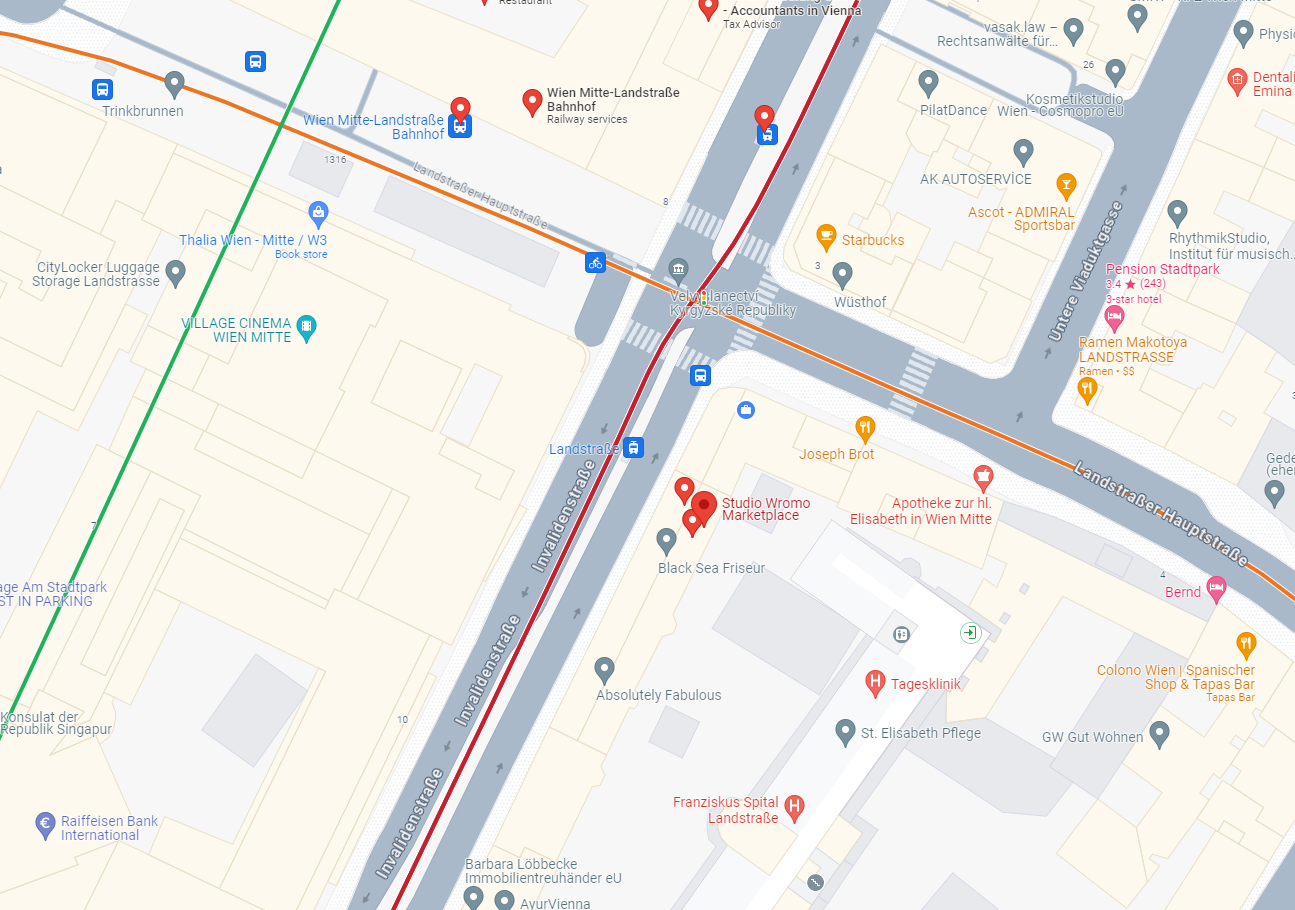 Restaurant
- Accountants in Vienna
Tax Advisor
vasak.law –
Rechtsanwälte für...
26
Dentali
Emina
Trinkbrunnen
Wien Mitte-Landstraße
Bahnhof
Wien Mitte-Landstraße
Bahnhof
Railway services
PilatDance
Kosmetikstudio
Wien - Cosmopro eU
1316
Landstraßer-Hauptstraße
8
AK AUTOSERVİCE
Ascot - ADMIRAL
Sportsbar
Thalia Wien - Mitte / W3
Book store
Starbucks
3
Wüsthof
RhythmikStudio,
Institut für musisch...
CityLocker Luggage
Storage Landstrasse
Untere Viaduktgasse
Pension Stadtpark
3.4 ★ (243)
3-star hotel
Velvyslanectví
Kyrgyzské Republiky
VILLAGE CINEMA
WIEN MITTE
Ramen Makotoya
LANDSTRASSE
Ramen • $$
Landstraße
Joseph Brot
Invalidenstraße
Landstraßer Hauptstraße
Studio Wromo
Marketplace
Apotheke zur hl.
Elisabeth in Wien Mitte
7
Black Sea Friseur
4
Bernd
age Am Stadtpark
ST IN PARKING
Invalidenstraße
Absolutely Fabulous
Tagesklinik
Colono Wien | Spanischer
Shop & Tapas Bar
Tapas Bar
Konsulat der
Republik Singapur
10
St. Elisabeth Pflege
GW Gut Wohnen
Invalidenstraße
Franziskus Spital
Landstraße
Raiffeisen Bank
International
Barbara Löbbecke
Immobilientreuhänder eU
AyurVienna